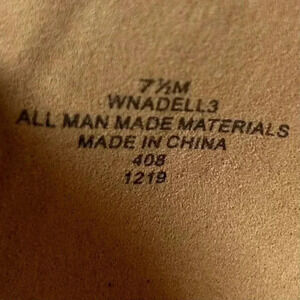 7½M
WNADELL3
ALL MAN MADE MATERIALS
MADE IN CHINA
408
1219